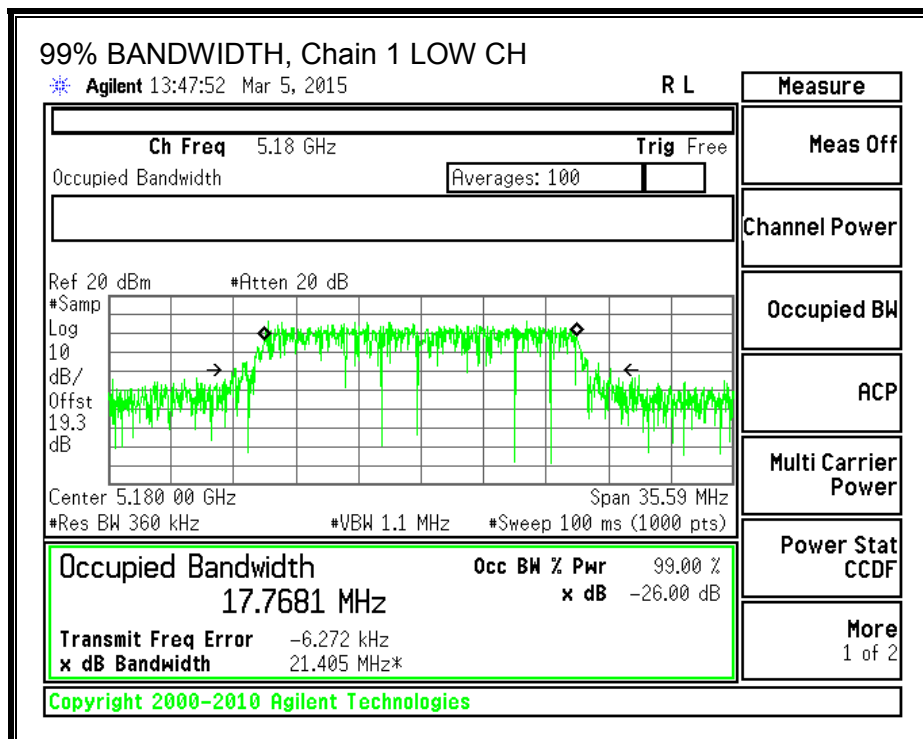 99% BANDWIDTH, Chain 1 LOW CH
Agilent 13:47:52 Mar 5, 2015 R L
Measure
Ch Freq 5.18 GHz Trig Free
Meas Off
Occupied Bandwidth Averages: 100
Channel Power
Ref 20 dBm #Atten 20 dB
#Samp
Log
10
dB/
Offst
19.3
dB
Occupied BW
ACP
Multi Carrier
Power
Center 5.180 00 GHz Span 35.59 MHz
#Res BW 360 kHz #VBW 1.1 MHz #Sweep 100 ms (1000 pts)
Power Stat
CCDF
Occupied Bandwidth Occ BW % Pwr 99.00 %
17.7681 MHz x dB -26.00 dB
Transmit Freq Error -6.272 kHz
x dB Bandwidth 21.405 MHz*
More
1 of 2
Copyright 2000-2010 Agilent Technologies